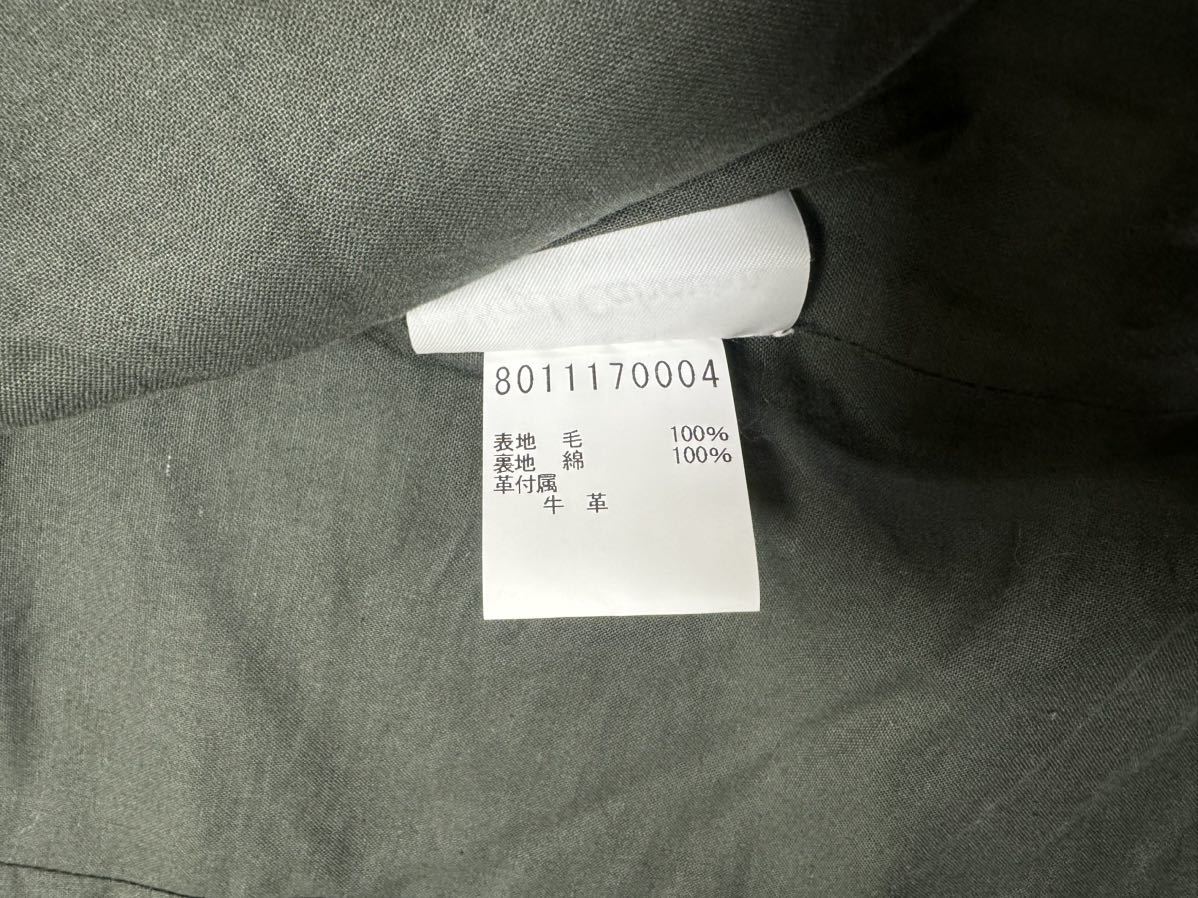 8011170004
表地 毛 100%
裏地 綿 100%
革付属
牛 革